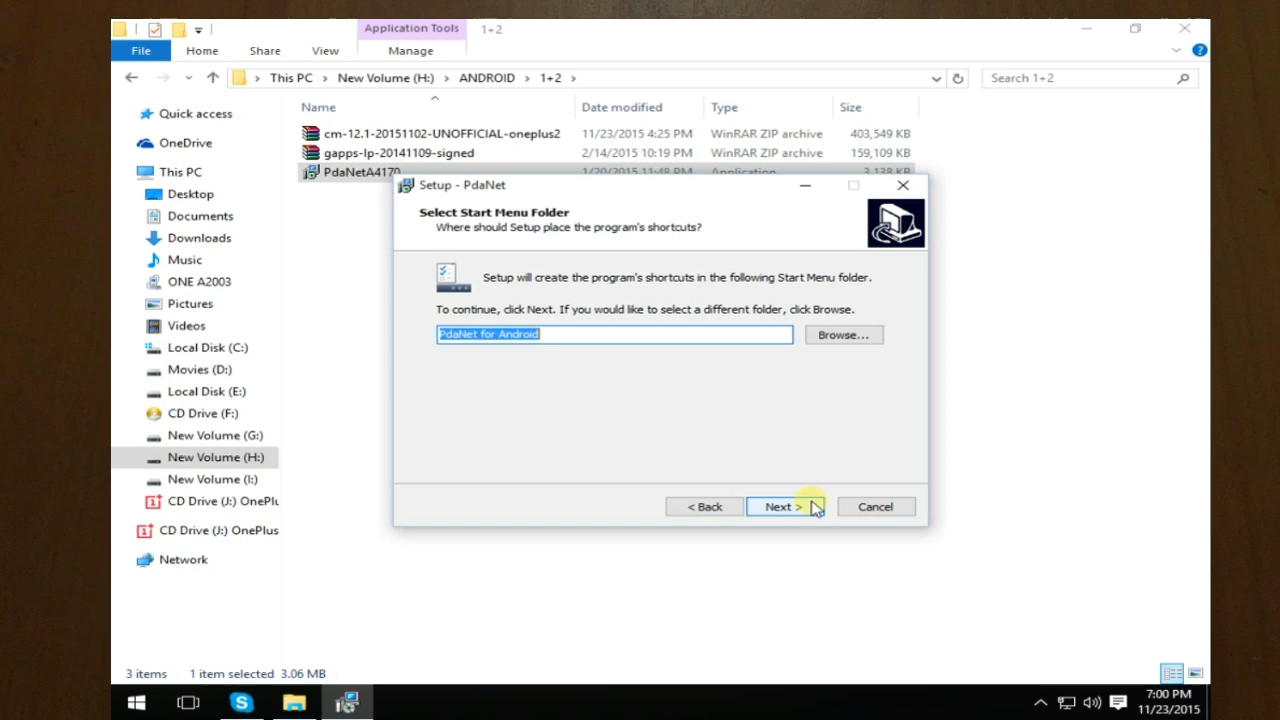 Application Tools 1+2
File Home Share View Manage
This PC New Volume (H:) ANDROID 1+2 Search 1+2
Name Date modified Type Size
Quick access
OneDrive
This PC
Desktop
Documents
Downloads
Music
ONE A2003
Pictures
Videos
Local Disk (C:)
Movies (D:)
Local Disk (E:)
CD Drive (F:)
New Volume (G:)
New Volume (H:)
New Volume (I:)
CD Drive (J:) OnePlu
CD Drive (J:) OnePlus
Network
cm-12.1-20151102-UNOFFICIAL-oneplus2 11/23/2015 4:25 PM WinRAR ZIP archive 403,549 KB
gapps-lp-20141109-signed 2/14/2015 10:19 PM WinRAR ZIP archive 159,109 KB
PdaNetA4170 1/20/2015 11:48 PM Application 3,138 KB
Setup - PdaNet
Select Start Menu Folder
Where should Setup place the program's shortcuts?
Setup will create the program's shortcuts in the following Start Menu folder.
To continue, click Next. If you would like to select a different folder, click Browse.
PdaNet for Android Browse...
< Back Next > Cancel
3 items 1 item selected 3.06 MB
7:00 PM
11/23/2015